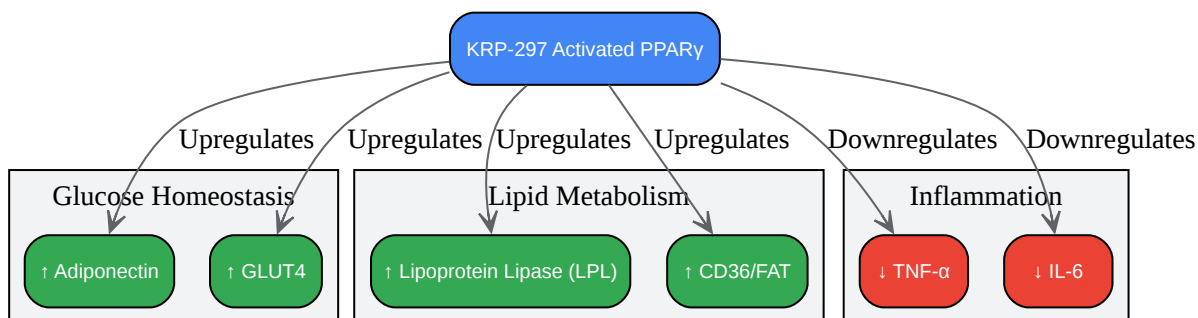 KRP-297 Activated PPARγ
Upregulates
Upregulates
Upregulates
Upregulates
Downregulates
Downregulates
Glucose Homeostasis
Lipid Metabolism
Inflammation
↑ Adiponectin
↑ GLUT4
↑ Lipoprotein Lipase (LPL)
↑ CD36/FAT
↓ TNF-α
↓ IL-6